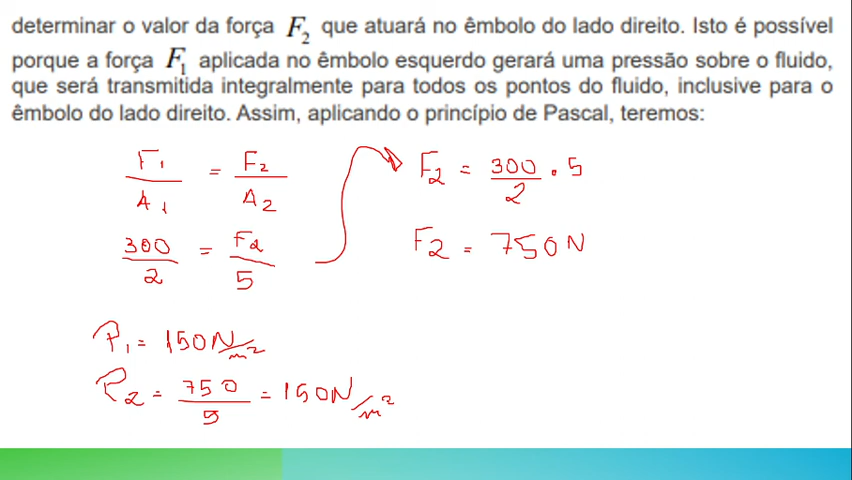 determinar o valor da força F₂ que atuará no êmbolo do lado direito. Isto é possível
porque a força F₁ aplicada no êmbolo esquerdo gerará uma pressão sobre o fluido,
que será transmitida integralmente para todos os pontos do fluido, inclusive para o
êmbolo do lado direito. Assim, aplicando o princípio de Pascal, teremos:
F₁/A₁ = F₂/A₂
300/2 = F₂/5
F₂ = 300/2 . 5
F₂ = 750N
P₁ = 150N/m²
P₂ = 750/5 = 150N/m²